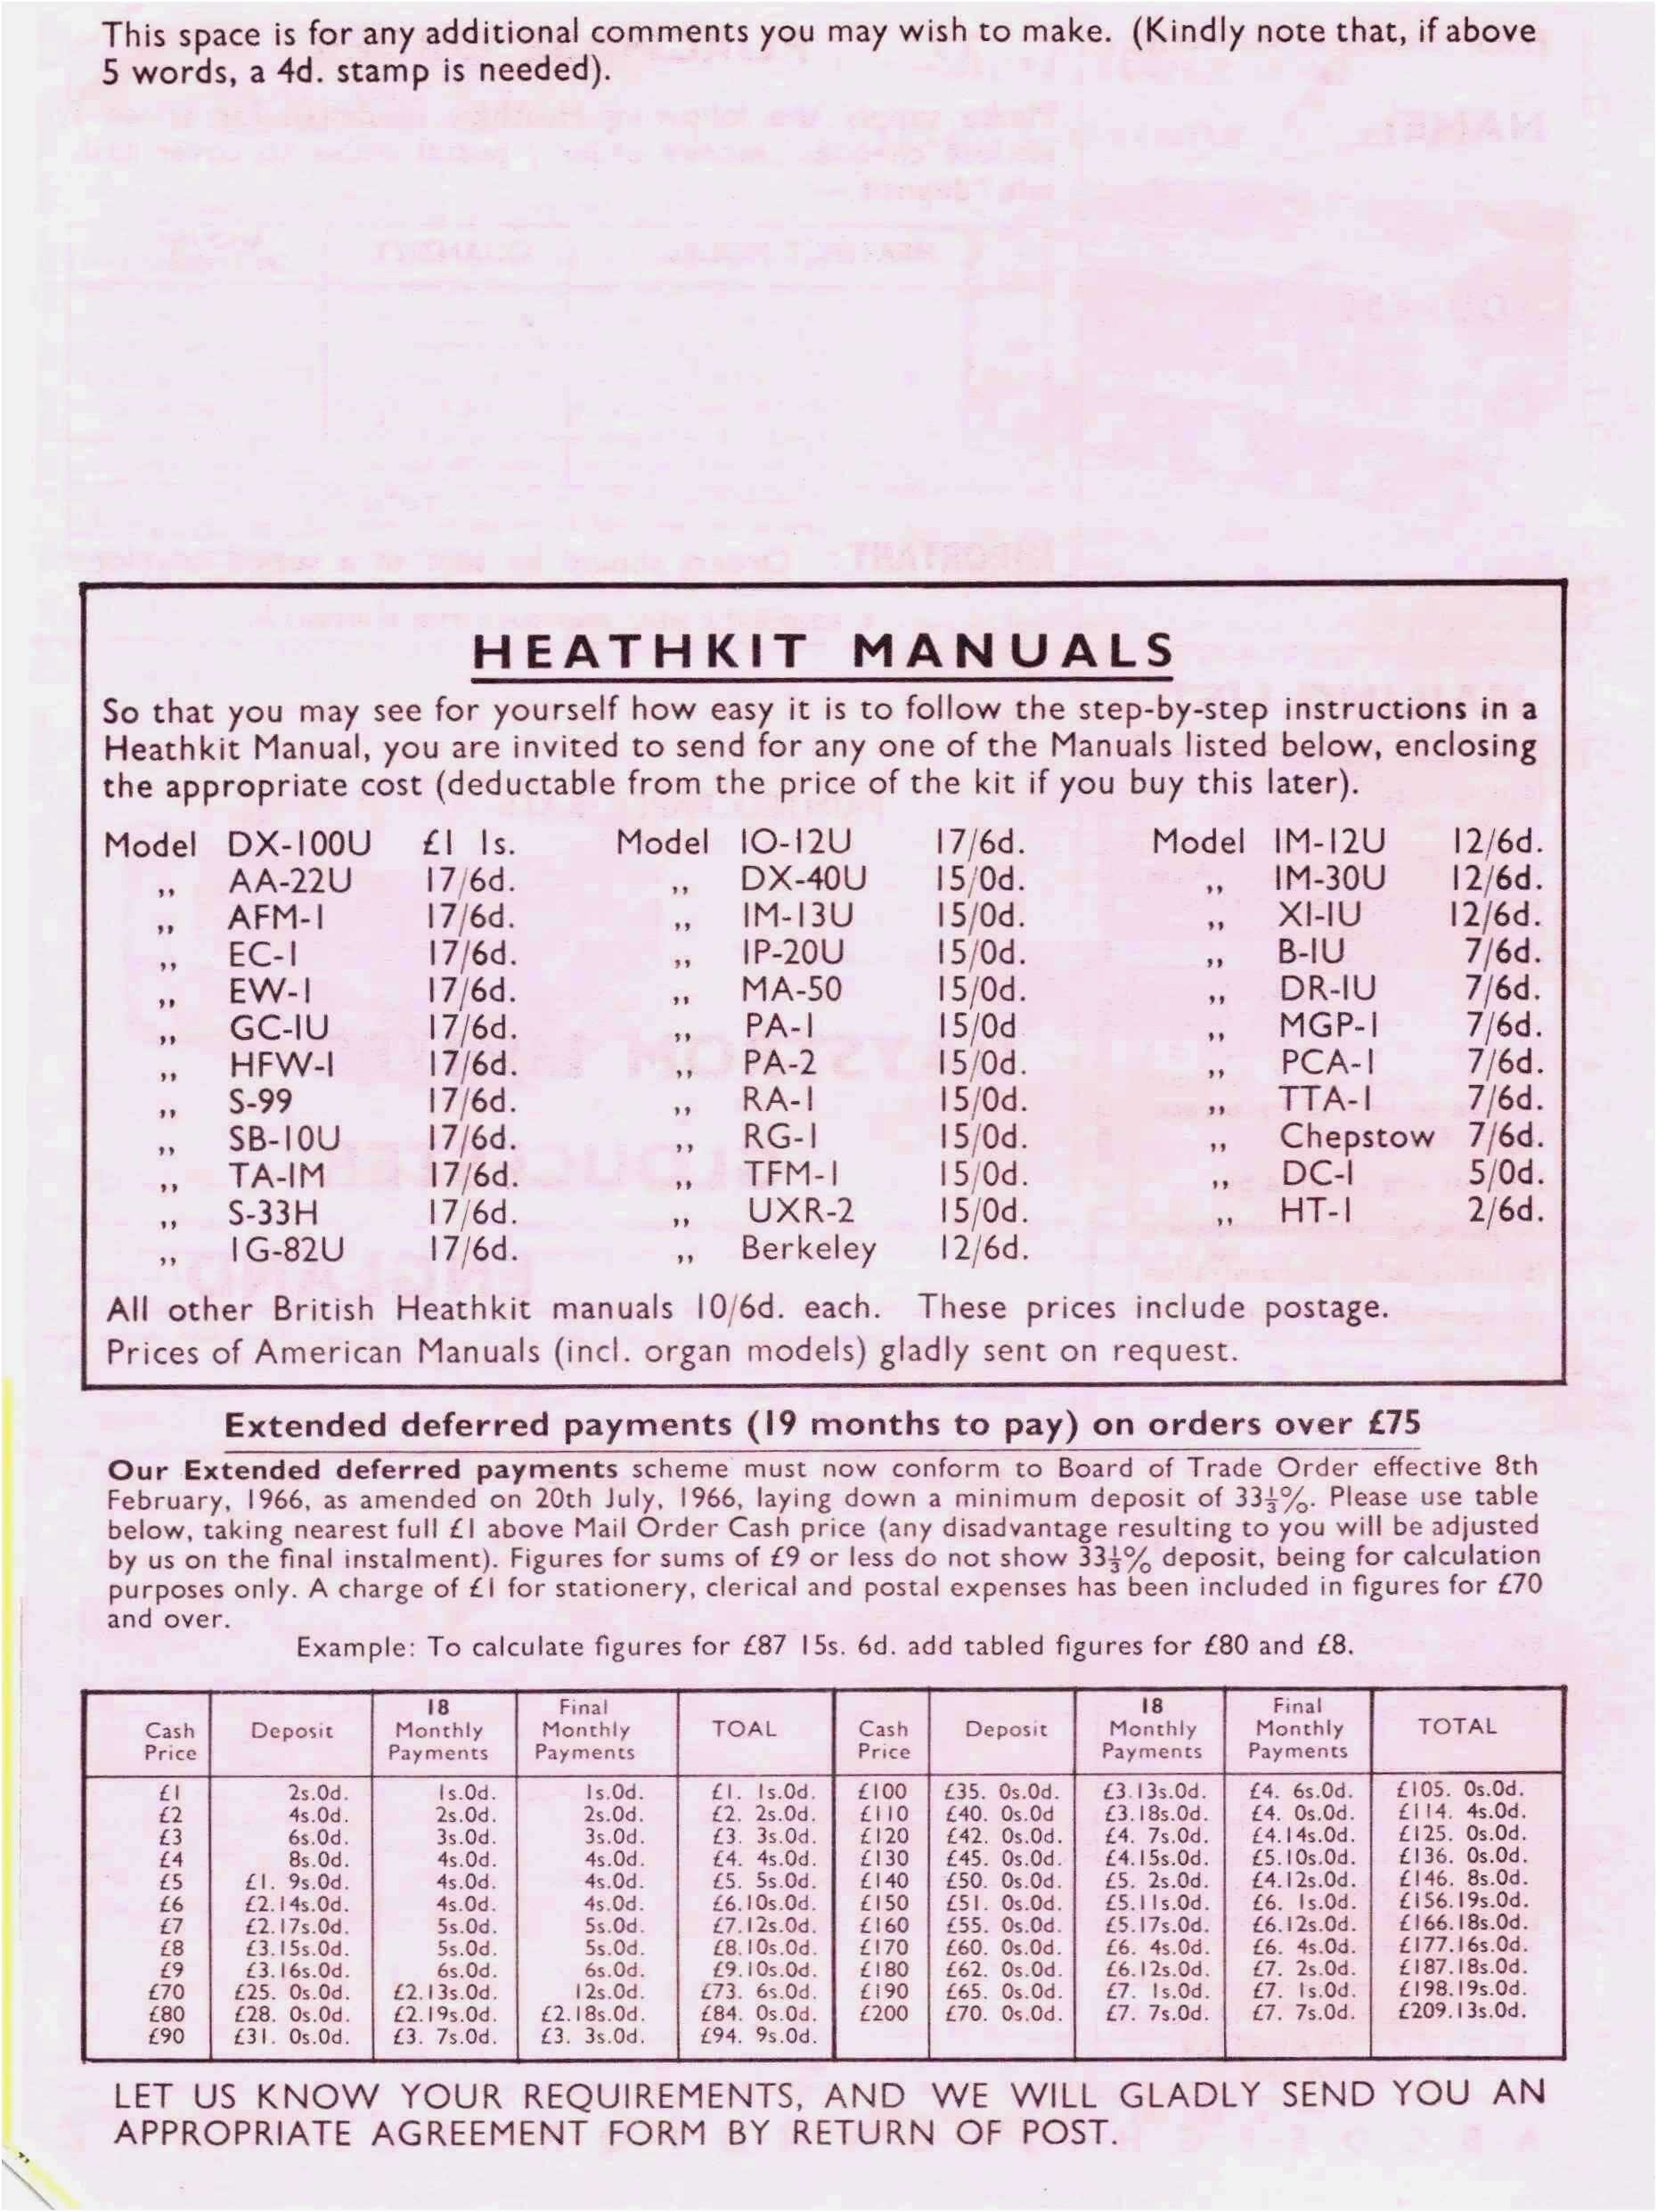 This space is for any additional comments you may wish to make. (Kindly note that, if above
5 words, a 4d. stamp is needed).
HEATHKIT MANUALS
So that you may see for yourself how easy it is to follow the step-by-step instructions in a
Heathkit Manual, you are invited to send for any one of the Manuals listed below, enclosing
the appropriate cost (deductable from the price of the kit if you buy this later).
Model DX-100U £1 1s. Model IO-12U 17/6d. Model IM-12U 12/6d.
,, AA-22U 17/6d. ,, DX-40U 15/0d. ,, IM-30U 12/6d.
,, AFM-1 17/6d. ,, IM-13U 15/0d. ,, XI-IU 12/6d.
,, EC-1 17/6d. ,, IP-20U 15/0d. ,, B-IU 7/6d.
,, EW-1 17/6d. ,, MA-50 15/0d. ,, DR-IU 7/6d.
,, GC-IU 17/6d. ,, PA-1 15/0d ,, MGP-1 7/6d.
,, HFW-1 17/6d. ,, PA-2 15/0d. ,, PCA-1 7/6d.
,, S-99 17/6d. ,, RA-1 15/0d. ,, TTA-1 7/6d.
,, SB-10U 17/6d. ,, RG-1 15/0d. ,, Chepstow 7/6d.
,, TA-IM 17/6d. ,, TFM-1 15/0d. ,, DC-1 5/0d.
,, S-33H 17/6d. ,, UXR-2 15/0d. ,, HT-1 2/6d.
,, IG-82U 17/6d. ,, Berkeley 12/6d.
All other British Heathkit manuals 10/6d. each. These prices include postage.
Prices of American Manuals (incl. organ models) gladly sent on request.
Extended deferred payments (19 months to pay) on orders over £75
Our Extended deferred payments scheme must now conform to Board of Trade Order effective 8th
February, 1966, as amended on 20th July, 1966, laying down a minimum deposit of 33⅓%. Please use table
below, taking nearest full £1 above Mail Order Cash price (any disadvantage resulting to you will be adjusted
by us on the final instalment). Figures for sums of £9 or less do not show 33⅓% deposit, being for calculation
purposes only. A charge of £1 for stationery, clerical and postal expenses has been included in figures for £70
and over.
Example: To calculate figures for £87 15s. 6d. add tabled figures for £80 and £8.
Cash Price Deposit 18 Monthly Payments Final Monthly Payments TOAL Cash Price Deposit 18 Monthly Payments Final Monthly Payments TOTAL
£1 2s.0d. 1s.0d. 1s.0d. £1. 1s.0d. £100 £35. 0s.0d. £3.13s.0d. £4. 6s.0d. £105. 0s.0d.
£2 4s.0d. 2s.0d. 2s.0d. £2. 2s.0d. £110 £40. 0s.0d £3.18s.0d. £4. 0s.0d. £114. 4s.0d.
£3 6s.0d. 3s.0d. 3s.0d. £3. 3s.0d. £120 £42. 0s.0d. £4. 7s.0d. £4.14s.0d. £125. 0s.0d.
£4 8s.0d. 4s.0d. 4s.0d. £4. 4s.0d. £130 £45. 0s.0d. £4.15s.0d. £5.10s.0d. £136. 0s.0d.
£5 £1. 9s.0d. 4s.0d. 4s.0d. £5. 5s.0d. £140 £50. 0s.0d. £5. 2s.0d. £4.12s.0d. £146. 8s.0d.
£6 £2.14s.0d. 4s.0d. 4s.0d. £6.10s.0d. £150 £51. 0s.0d. £5.11s.0d. £6. 1s.0d. £156.19s.0d.
£7 £2.17s.0d. 5s.0d. 5s.0d. £7.12s.0d. £160 £55. 0s.0d. £5.17s.0d. £6.12s.0d. £166.18s.0d.
£8 £3.15s.0d. 5s.0d. 5s.0d. £8.10s.0d. £170 £60. 0s.0d. £6. 4s.0d. £6. 4s.0d. £177.16s.0d.
£9 £3.16s.0d. 6s.0d. 6s.0d. £9.10s.0d. £180 £62. 0s.0d. £6.12s.0d. £7. 2s.0d. £187.18s.0d.
£70 £25. 0s.0d. £2.13s.0d. 12s.0d. £73. 6s.0d. £190 £65. 0s.0d. £7. 1s.0d. £7. 1s.0d. £198.19s.0d.
£80 £28. 0s.0d. £2.19s.0d. £2.18s.0d. £84. 0s.0d. £200 £70. 0s.0d. £7. 7s.0d. £7. 7s.0d. £209.13s.0d.
£90 £31. 0s.0d. £3. 7s.0d. £3. 3s.0d. £94. 9s.0d.
LET US KNOW YOUR REQUIREMENTS, AND WE WILL GLADLY SEND YOU AN
APPROPRIATE AGREEMENT FORM BY RETURN OF POST.